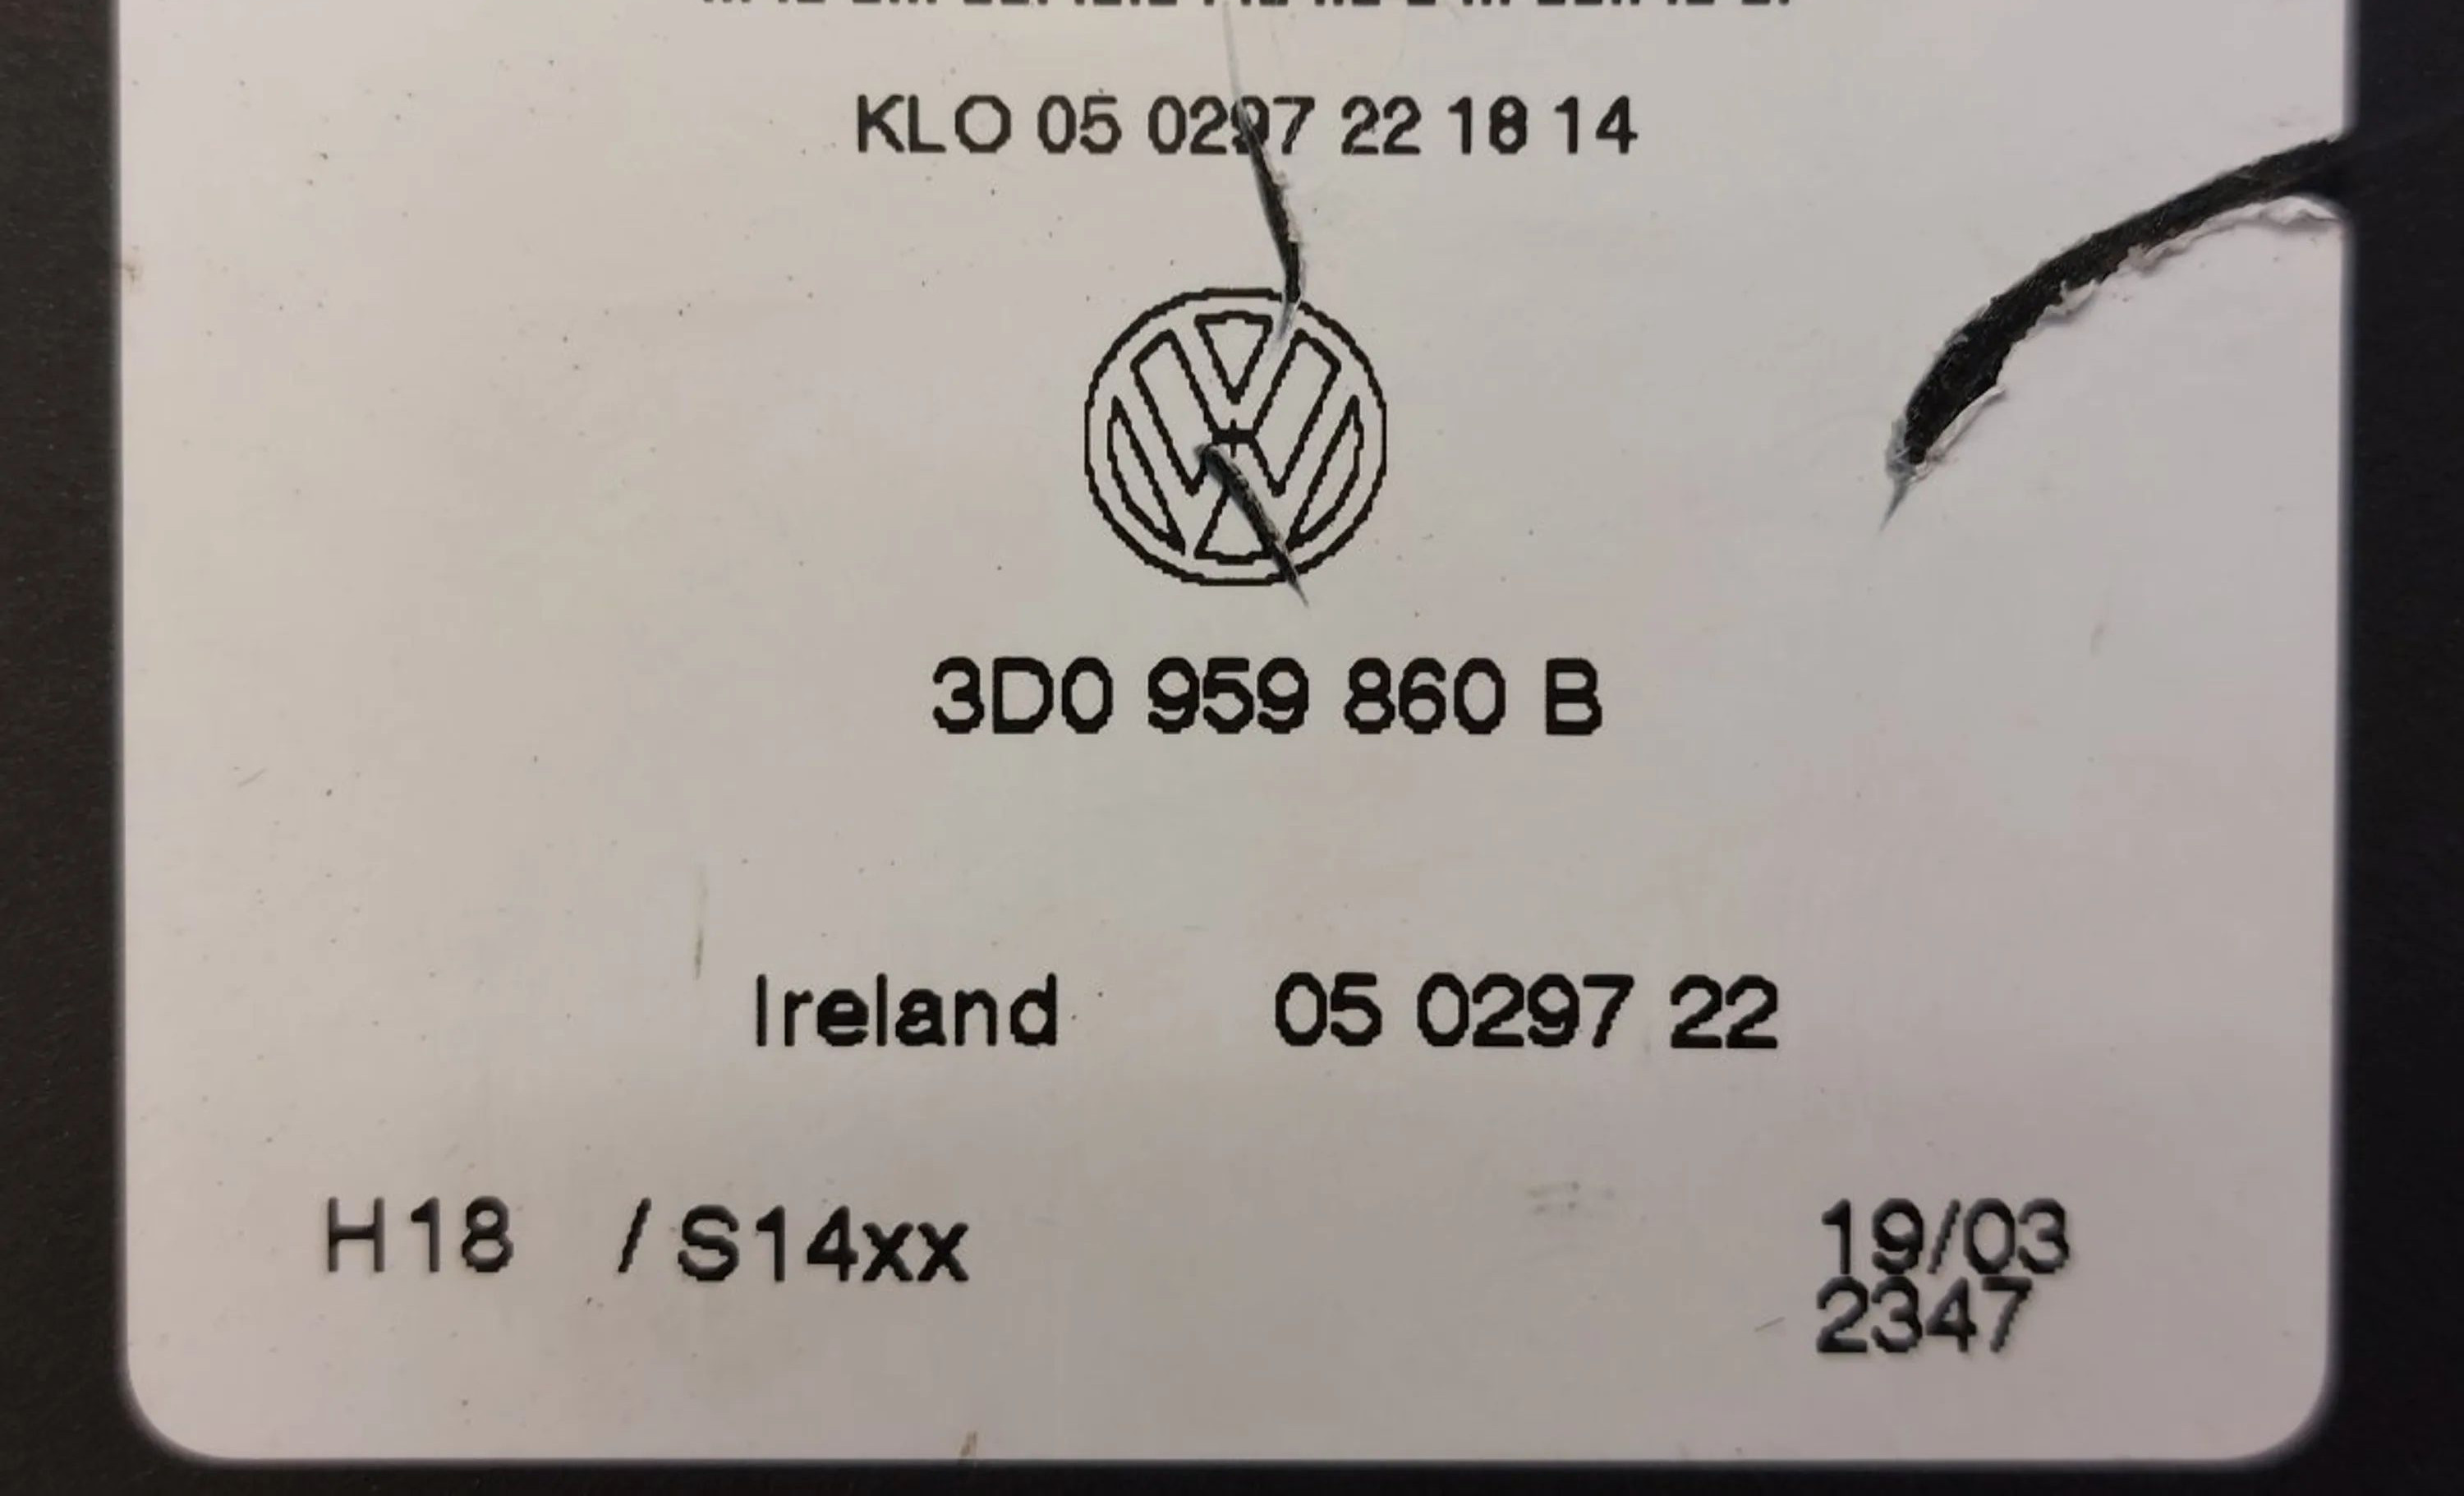 KLO 05 0297 22 18 14
3D0 959 860 B
Ireland 05 0297 22
H18 / S14xx
19/03
2347